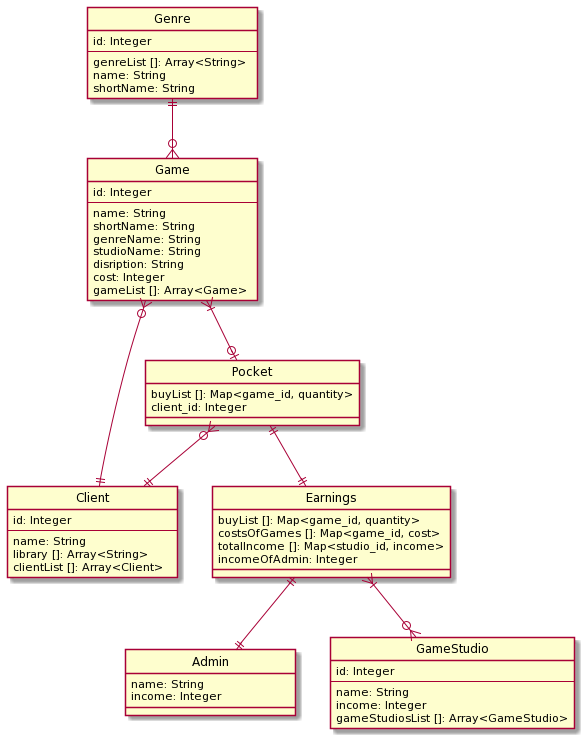 Genre
id: Integer
genreList []: Array<String>
name: String
shortName: String
Game
id: Integer
name: String
shortName: String
genreName: String
studioName: String
disription: String
cost: Integer
gameList []: Array<Game>
Pocket
buyList []: Map<game_id, quantity>
client_id: Integer
Client
id: Integer
name: String
library []: Array<String>
clientList []: Array<Client>
Earnings
buyList []: Map<game_id, quantity>
costsOfGames []: Map<game_id, cost>
totalIncome []: Map<studio_id, income>
incomeOfAdmin: Integer
Admin
name: String
income: Integer
GameStudio
id: Integer
name: String
income: Integer
gameStudiosList []: Array<GameStudio>